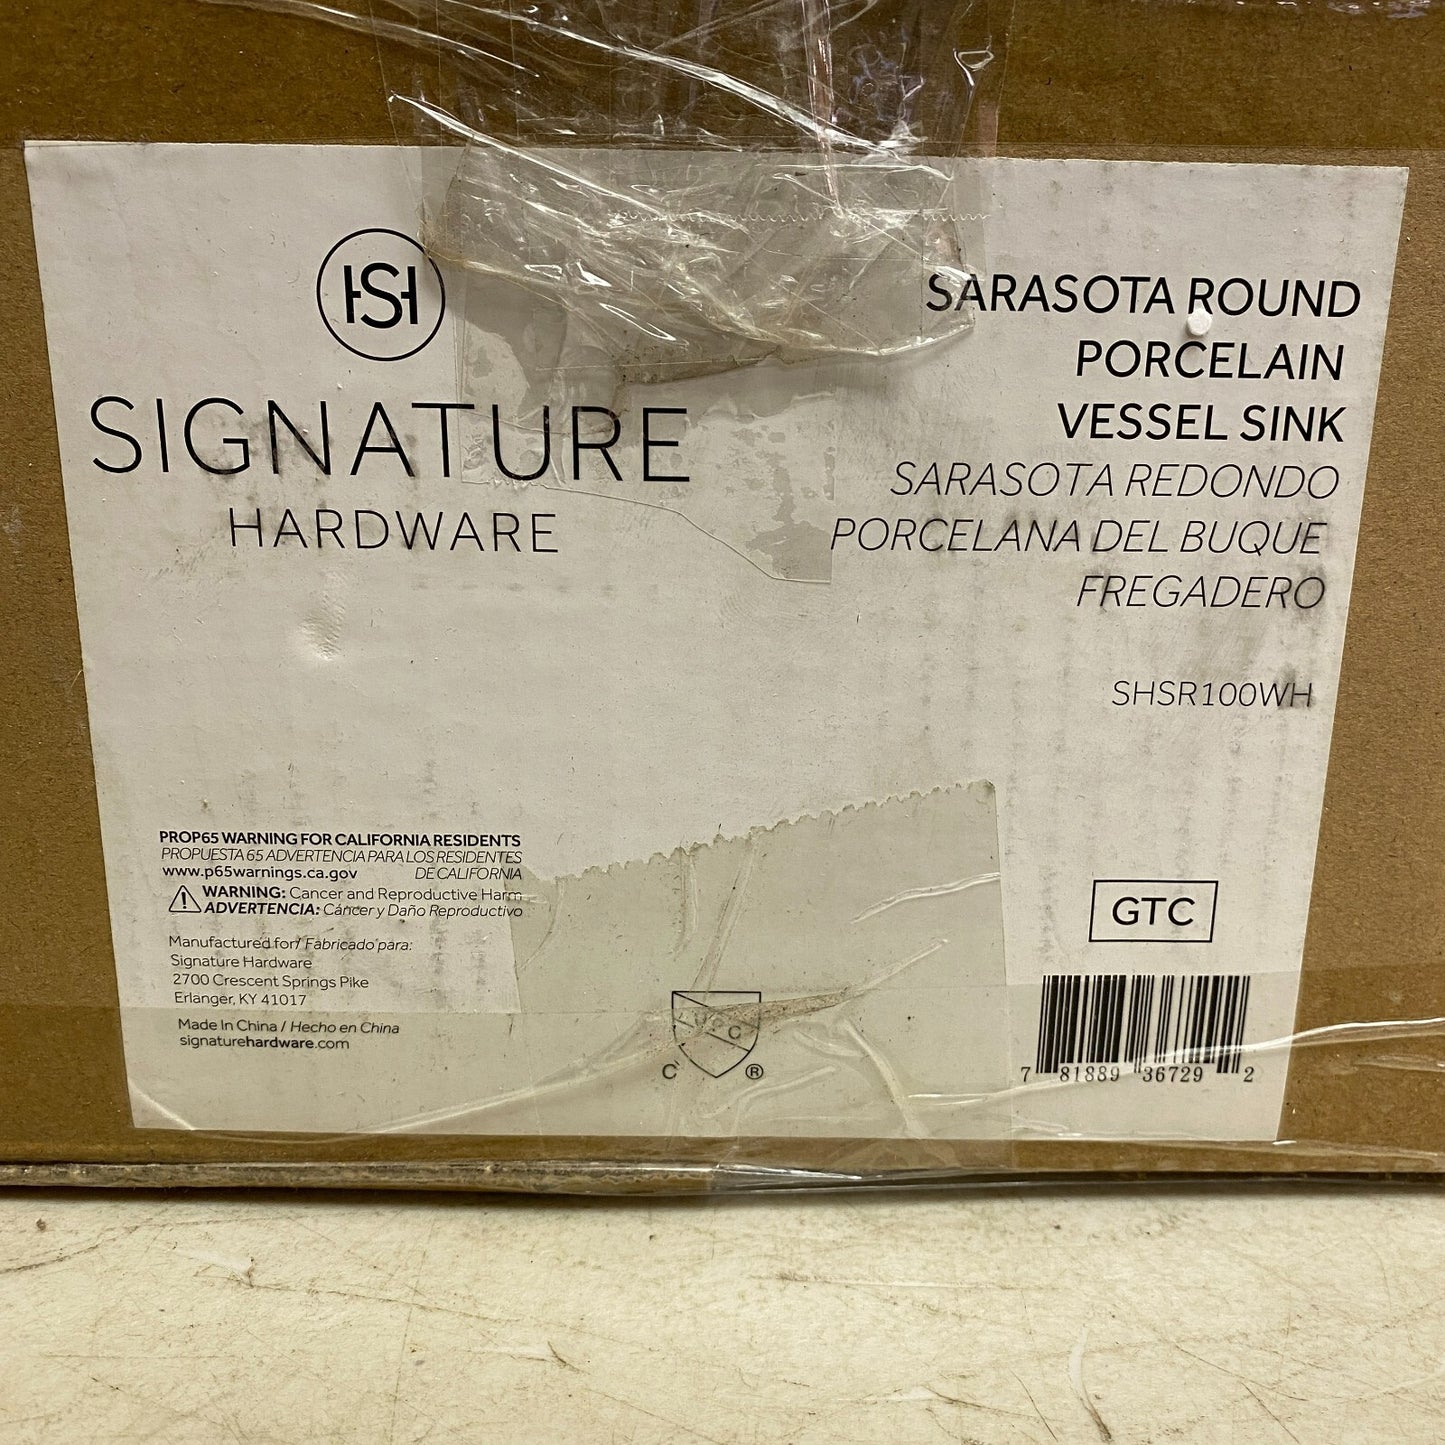 HSH
SIGNATURE
HARDWARE
SARASOTA ROUND
PORCELAIN
VESSEL SINK
SARASOTA REDONDO
PORCELANA DEL BUQUE
FREGADERO
SHSR100WH
PROP65 WARNING FOR CALIFORNIA RESIDENTS
PROPUESTA 65 ADVERTENCIA PARA LOS RESIDENTES
www.p65warnings.ca.gov DE CALIFORNIA
WARNING: Cancer and Reproductive Harm
ADVERTENCIA: Cáncer y Daño Reproductivo
Manufactured for/ Fabricado para:
Signature Hardware
2700 Crescent Springs Pike
Erlanger, KY 41017
Made In China / Hecho en China
signaturehardware.com
UPC
C ®
GTC
7 81889 36729 2